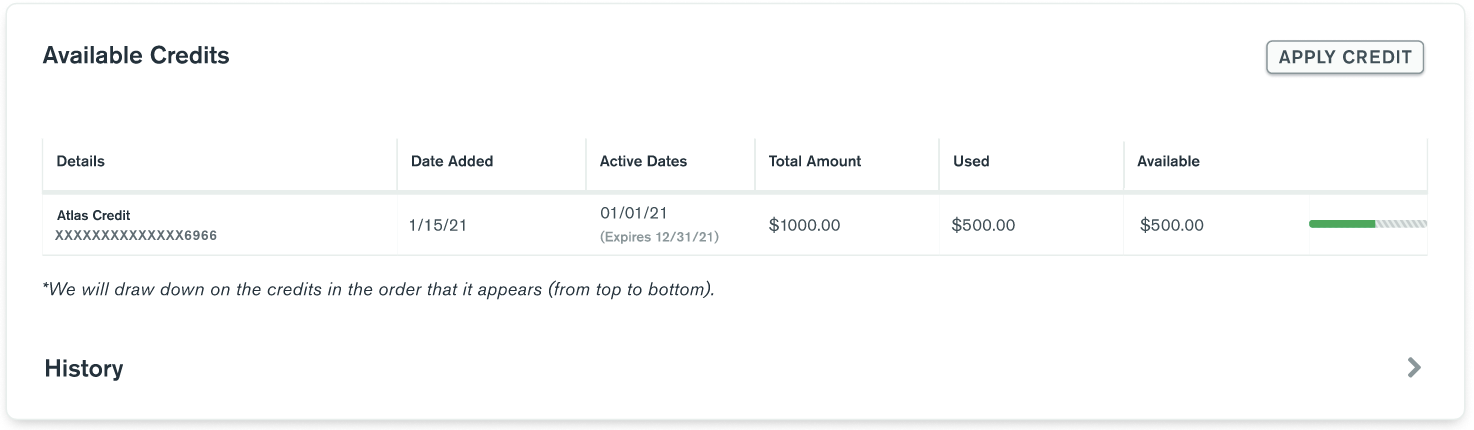 Available Credits
APPLY CREDIT
Details Date Added Active Dates Total Amount Used Available
Atlas Credit
XXXXXXXXXXXXXX6966
1/15/21
01/01/21
(Expires 12/31/21)
$1000.00
$500.00
$500.00
*We will draw down on the credits in the order that it appears (from top to bottom).
History